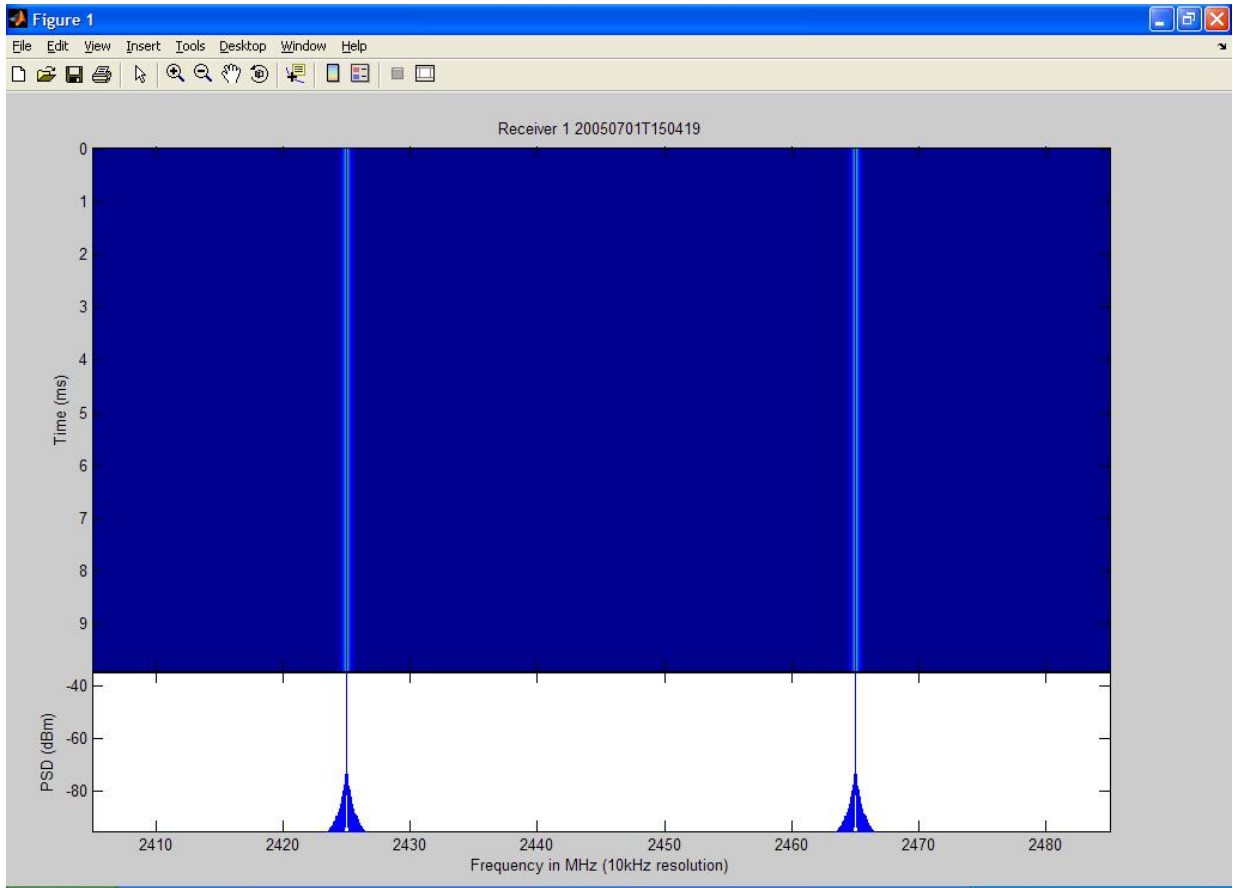 Figure 1
File Edit View Insert Tools Desktop Window Help
Receiver 1 20050701T150419
0
1
2
3
4
5
6
7
8
9
Time (ms)
-40
-60
-80
PSD (dBm)
2410 2420 2430 2440 2450 2460 2470 2480
Frequency in MHz (10kHz resolution)